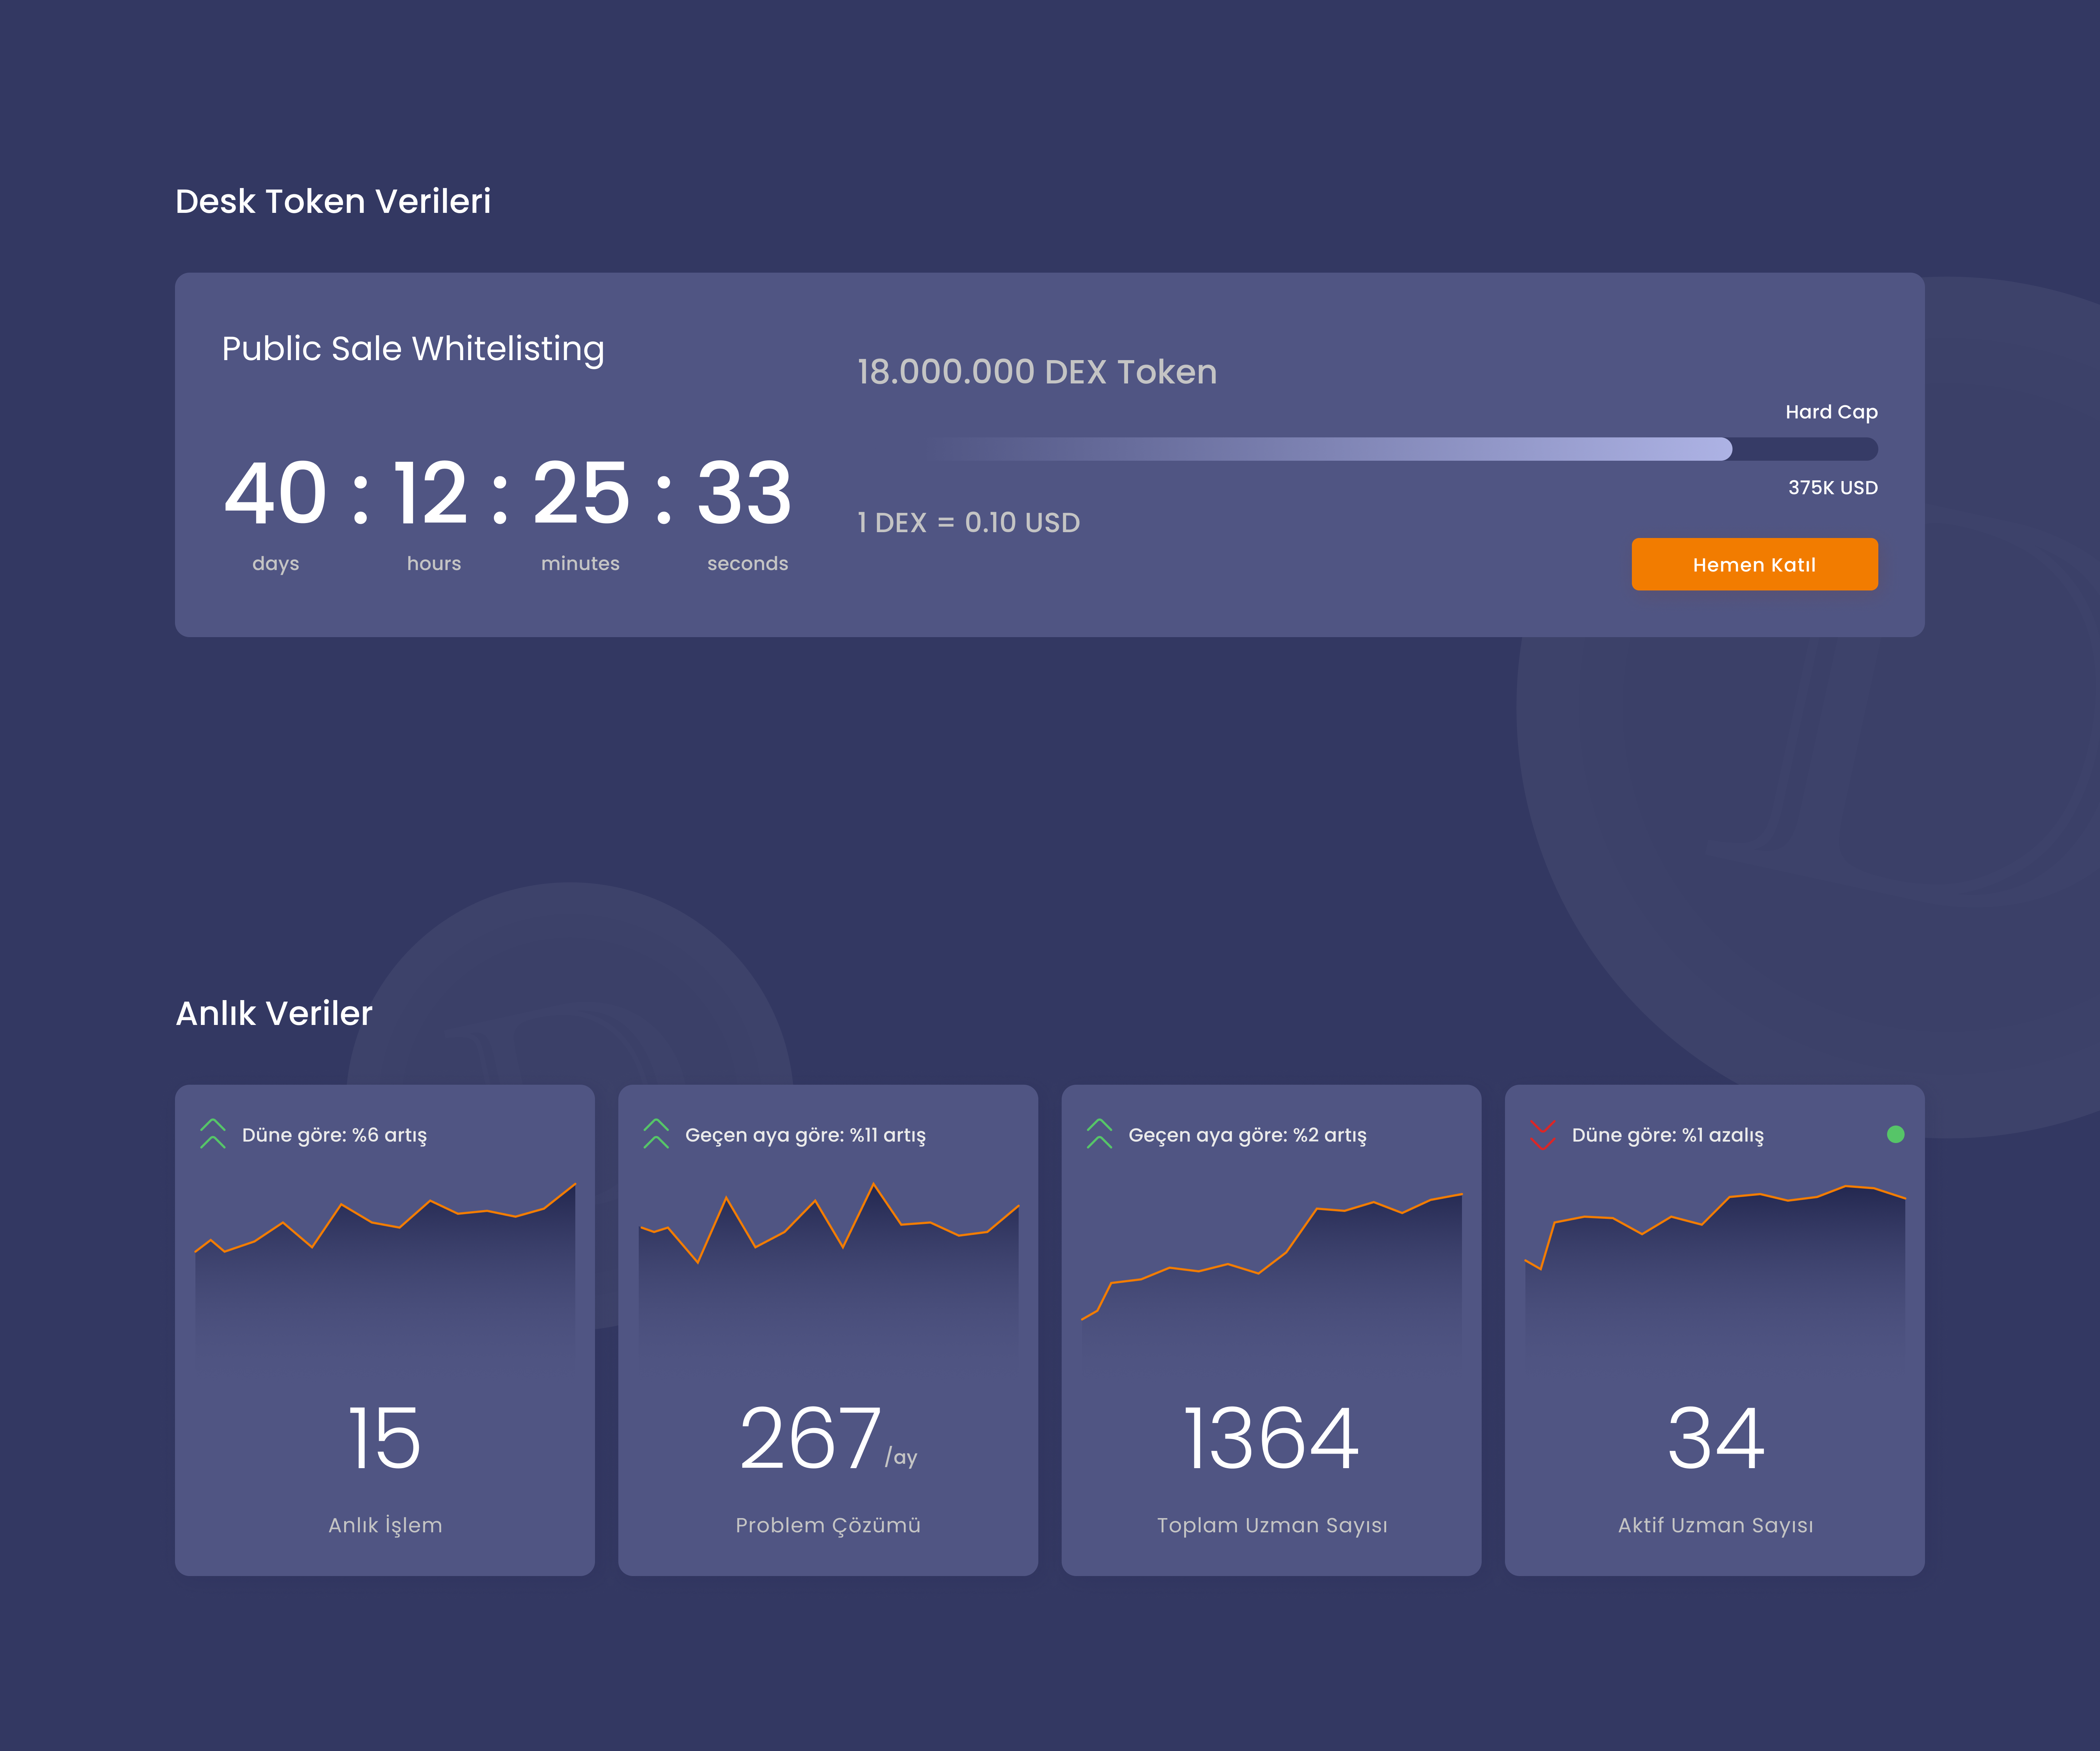 Desk Token Verileri
Public Sale Whitelisting
40 : 12 : 25 : 33
days hours minutes seconds
18.000.000 DEX Token
Hard Cap
375K USD
1 DEX = 0.10 USD
Hemen Katıl
Anlık Veriler
Düne göre: %6 artış
15
Anlık İşlem
Geçen aya göre: %11 artış
267 /ay
Problem Çözümü
Geçen aya göre: %2 artış
1364
Toplam Uzman Sayısı
Düne göre: %1 azalış
34
Aktif Uzman Sayısı